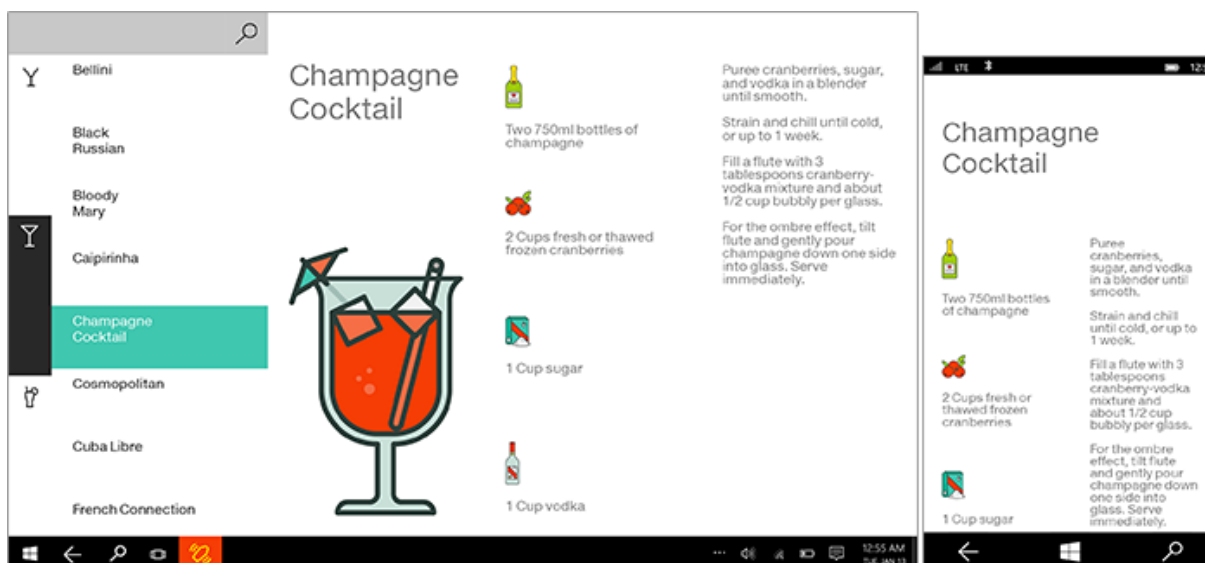 Bellini
Black
Russian
Bloody
Mary
Caipirinha
Champagne
Cocktail
Cosmopolitan
Cuba Libre
French Connection
Champagne
Cocktail
Two 750ml bottles of
champagne
2 Cups fresh or thawed
frozen cranberries
1 Cup sugar
1 Cup vodka
Puree cranberries, sugar,
and vodka in a blender
until smooth.
Strain and chill until cold,
or up to 1 week.
Fill a flute with 3
tablespoons cranberry-
vodka mixture and about
1/2 cup bubbly per glass.
For the ombre effect, tilt
flute and gently pour
champagne down one side
into glass. Serve
immediately.
12:55 AM
TUE JAN 13
LTE
Champagne
Cocktail
Two 750ml bottles
of champagne
2 Cups fresh or
thawed frozen
cranberries
1 Cup sugar
Puree
cranberries,
sugar, and vodka
in a blender until
smooth.
Strain and chill
until cold, or up to
1 week.
Fill a flute with 3
tablespoons
cranberry-vodka
mixture and
about 1/2 cup
bubbly per glass.
For the ombre
effect, tilt flute
and gently pour
champagne down
one side into
glass. Serve
immediately.